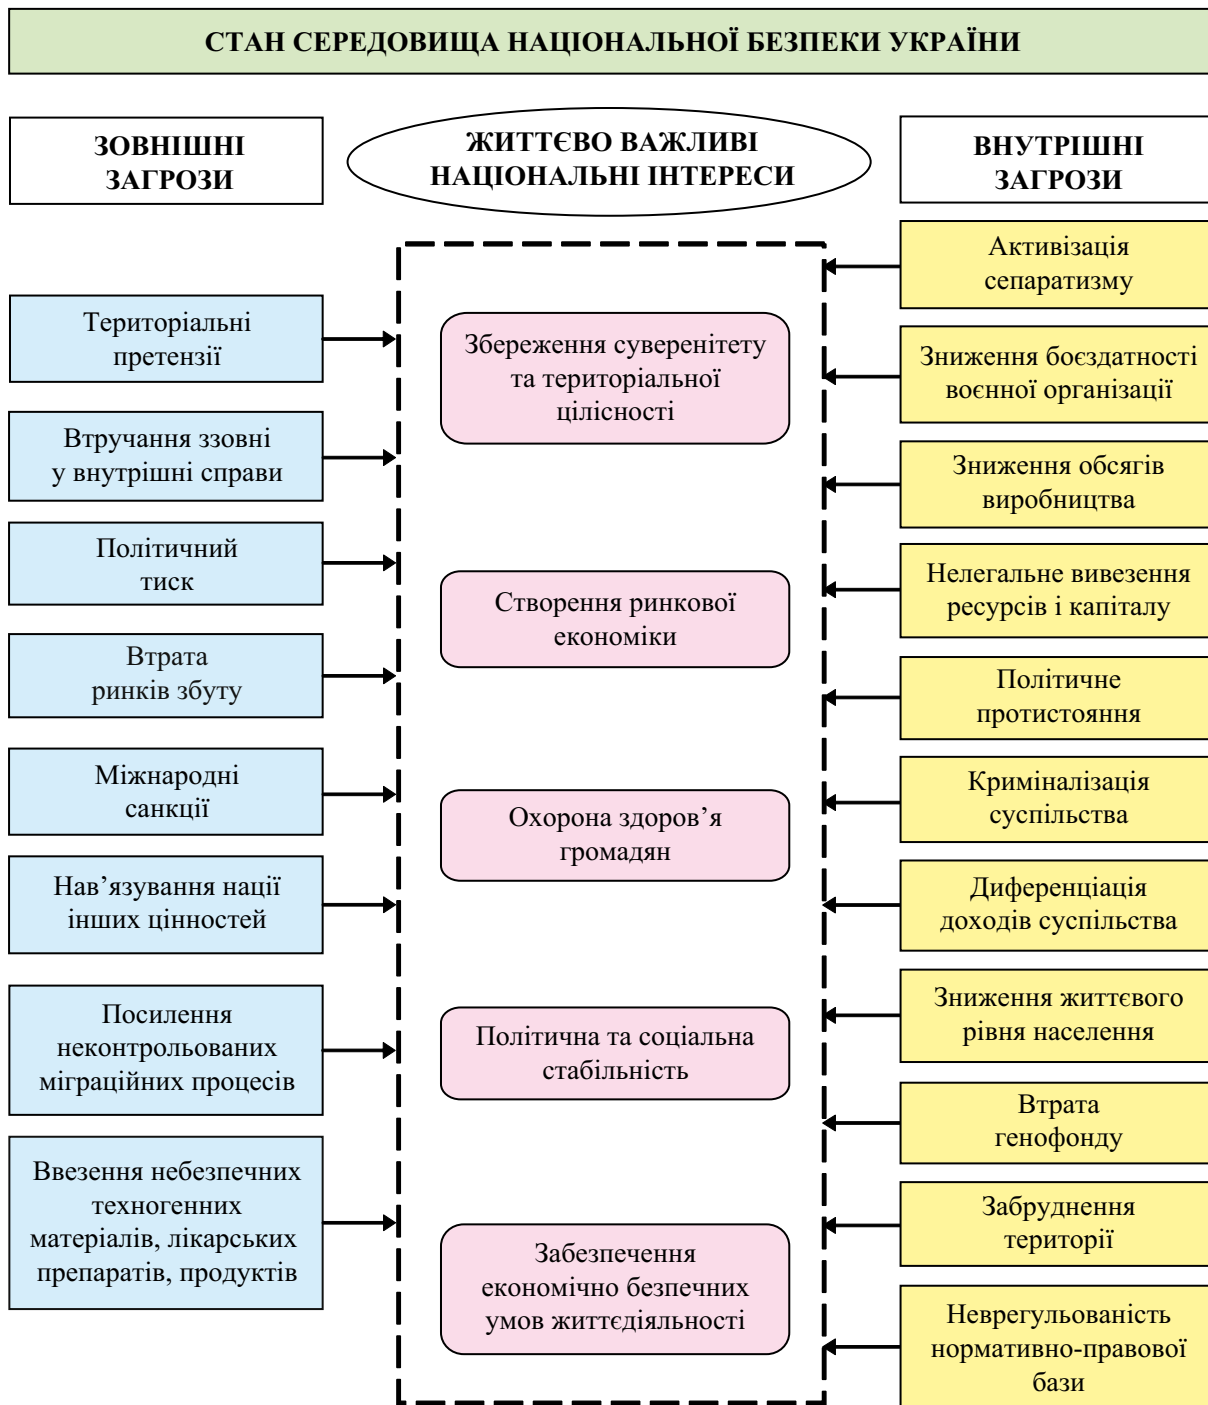 СТАН СЕРЕДОВИЩА НАЦІОНАЛЬНОЇ БЕЗПЕКИ УКРАЇНИ
ЗОВНІШНІ
ЗАГРОЗИ
Територіальні
претензії
Втручання ззовні
у внутрішні справи
Політичний
тиск
Втрата
ринків збуту
Міжнародні
санкції
Нав’язування нації
інших цінностей
Посилення
неконтрольованих
міграційних процесів
Ввезення небезпечних
техногенних
матеріалів, лікарських
препаратів, продуктів
ЖИТТЄВО ВАЖЛИВІ
НАЦІОНАЛЬНІ ІНТЕРЕСИ
Збереження суверенітету
та територіальної
цілісності
Створення ринкової
економіки
Охорона здоров’я
громадян
Політична та соціальна
стабільність
Забезпечення
економічно безпечних
умов життєдіяльності
ВНУТРІШНІ
ЗАГРОЗИ
Активізація
сепаратизму
Зниження боєздатності
воєнної організації
Зниження обсягів
виробництва
Нелегальне вивезення
ресурсів і капіталу
Політичне
протистояння
Криміналізація
суспільства
Диференціація
доходів суспільства
Зниження життєвого
рівня населення
Втрата
генофонду
Забруднення
території
Неврегульованість
нормативно-правової
бази